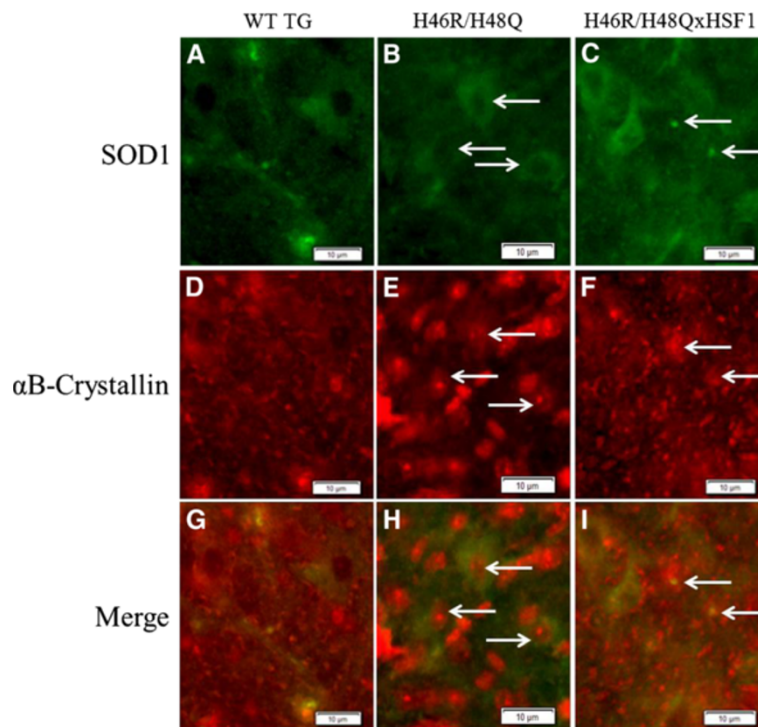 WT TG H46R/H48Q H46R/H48QxHSF1
A B C
SOD1
10 µm 10 µm 10 µm
D E F
αB-Crystallin
10 µm 10 µm 10 µm
G H I
Merge
10 µm 10 µm 10 µm